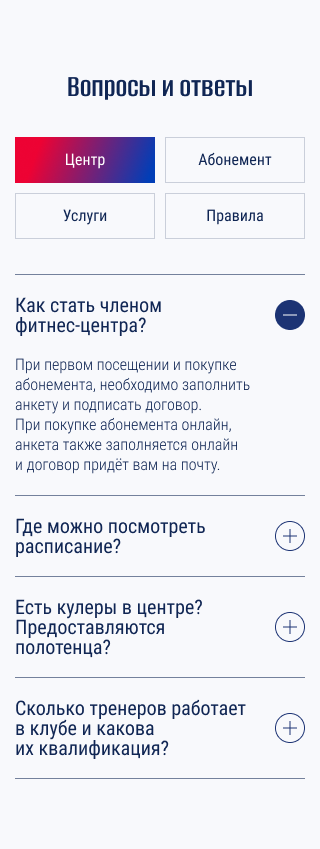 Вопросы и ответы
Центр
Абонемент
Услуги
Правила
Как стать членом
фитнес-центра?
При первом посещении и покупке
абонемента, необходимо заполнить
анкету и подписать договор.
При покупке абонемента онлайн,
анкета также заполняется онлайн
и договор придёт вам на почту.
Где можно посмотреть
расписание?
Есть кулеры в центре?
Предоставляются
полотенца?
Сколько тренеров работает
в клубе и какова
их квалификация?